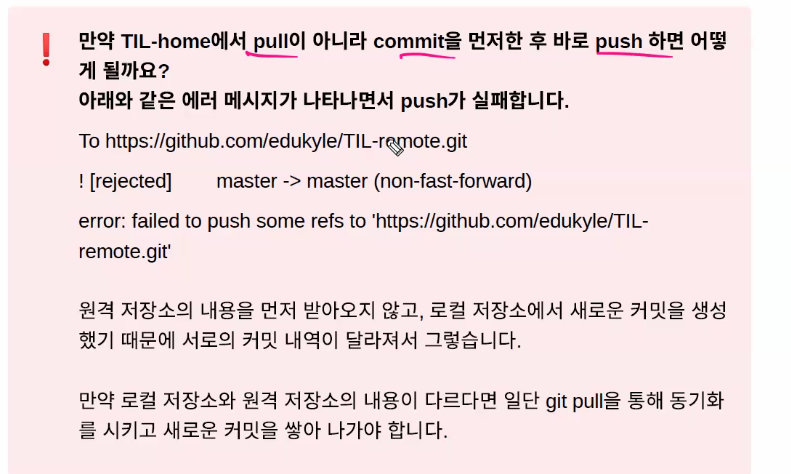 만약 TIL-home에서 pull이 아니라 commit을 먼저한 후 바로 push 하면 어떻
게 될까요?
아래와 같은 에러 메시지가 나타나면서 push가 실패합니다.
To https://github.com/edukyle/TIL-remote.git
! [rejected] master -> master (non-fast-forward)
error: failed to push some refs to 'https://github.com/edukyle/TIL-
remote.git'
원격 저장소의 내용을 먼저 받아오지 않고, 로컬 저장소에서 새로운 커밋을 생성
했기 때문에 서로의 커밋 내역이 달라져서 그렇습니다.
만약 로컬 저장소와 원격 저장소의 내용이 다르다면 일단 git pull을 통해 동기화
를 시키고 새로운 커밋을 쌓아 나가야 합니다.